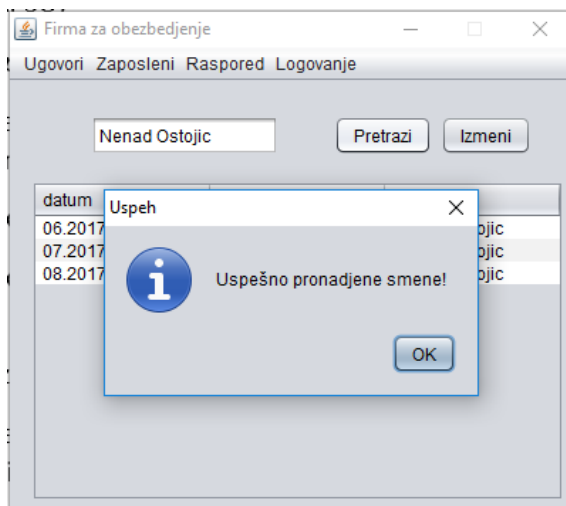 Firma za obezbedjenje
Ugovori Zaposleni Raspored Logovanje
Nenad Ostojic Pretrazi Izmeni
datum
Uspeh
06.2017 ojic
07.2017 ojic
08.2017 ojic
Uspešno pronadjene smene!
OK